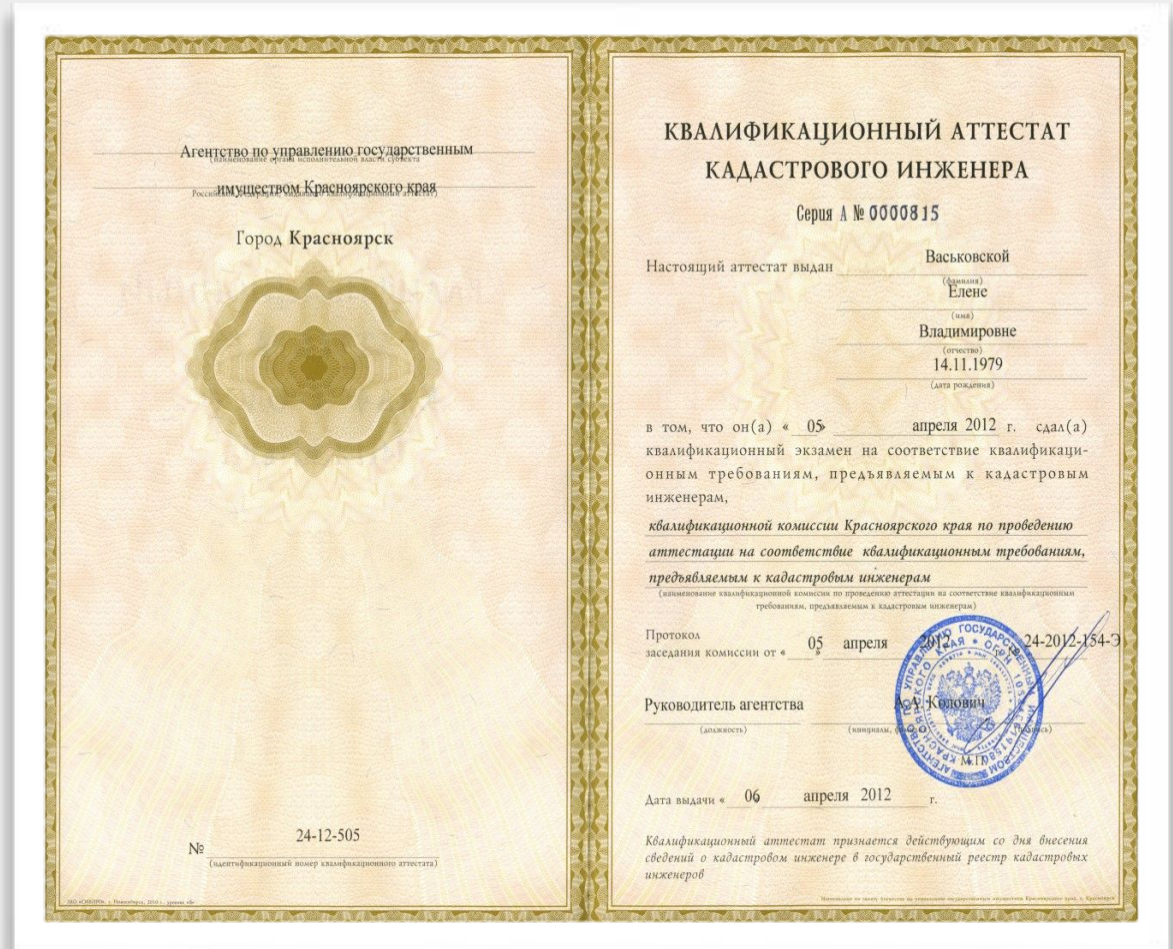 Агентство по управлению государственным
(наименование органа исполнительной власти субъекта
имуществом Красноярского края
Российской Федерации, выдавшего квалификационный аттестат)
Город Красноярск
№ 24-12-505
(идентификационный номер квалификационного аттестата)
КВАЛИФИКАЦИОННЫЙ АТТЕСТАТ
КАДАСТРОВОГО ИНЖЕНЕРА
Серия А № 0000815
Настоящий аттестат выдан Васьковской
(фамилия)
Елене
(имя)
Владимировне
(отчество)
14.11.1979
(дата рождения)
в том, что он(а) « 05» апреля 2012 г. сдал(а)
квалификационный экзамен на соответствие квалификаци-
онным требованиям, предъявляемым к кадастровым
инженерам,
квалификационной комиссии Красноярского края по проведению
аттестации на соответствие квалификационным требованиям,
предъявляемым к кадастровым инженерам
(наименование квалификационной комиссии по проведению аттестации на соответствие квалификационным
требованиям, предъявляемым к кадастровым инженерам)
Протокол
заседания комиссии от « 05 » апреля 2012 г. № 24-2012-154-Э
Руководитель агентства А.А. Колович
(должность) (инициалы,
М.П.
Дата выдачи « 06 апреля 2012 г.
Квалификационный аттестат признается действующим со дня внесения
сведений о кадастровом инженере в государственный реестр кадастровых
инженеров